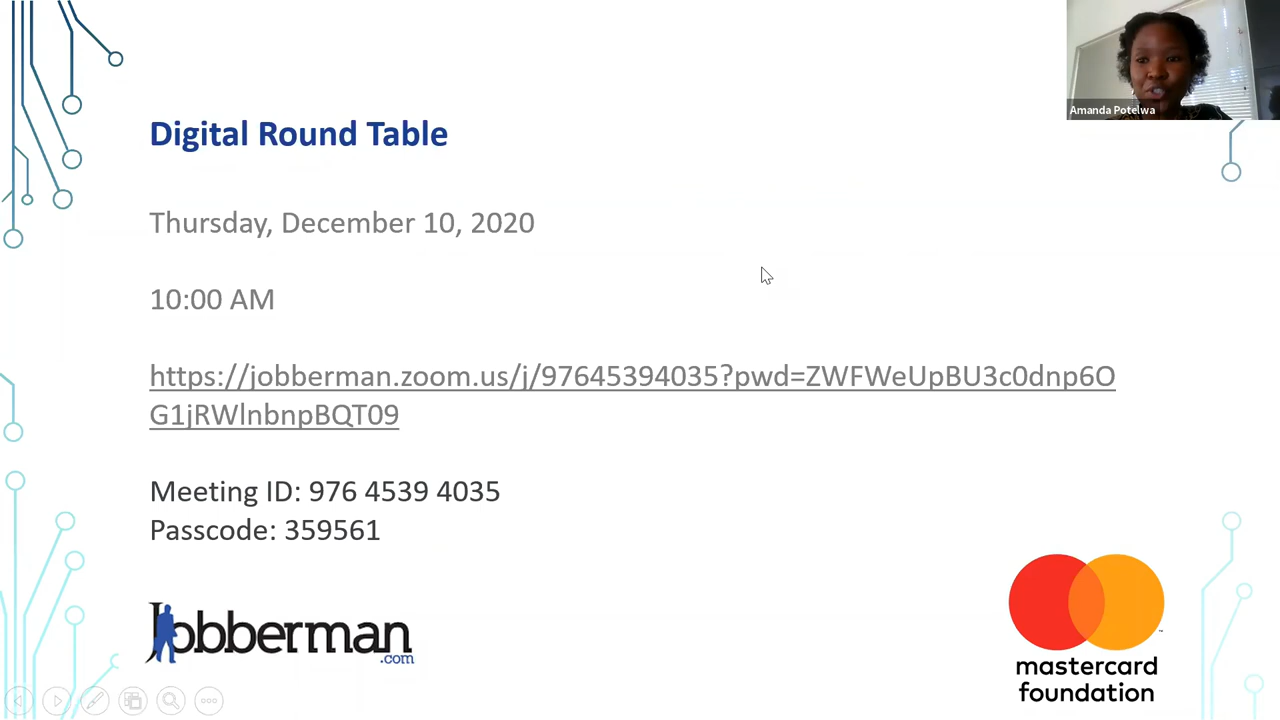 Amanda Potelwa
Digital Round Table
Thursday, December 10, 2020
10:00 AM
https://jobberman.zoom.us/j/97645394035?pwd=ZWFWeUpBU3c0dnp6O
G1jRWlnbnpBQT09
Meeting ID: 976 4539 4035
Passcode: 359561
Jobberman
.com
mastercard
foundation